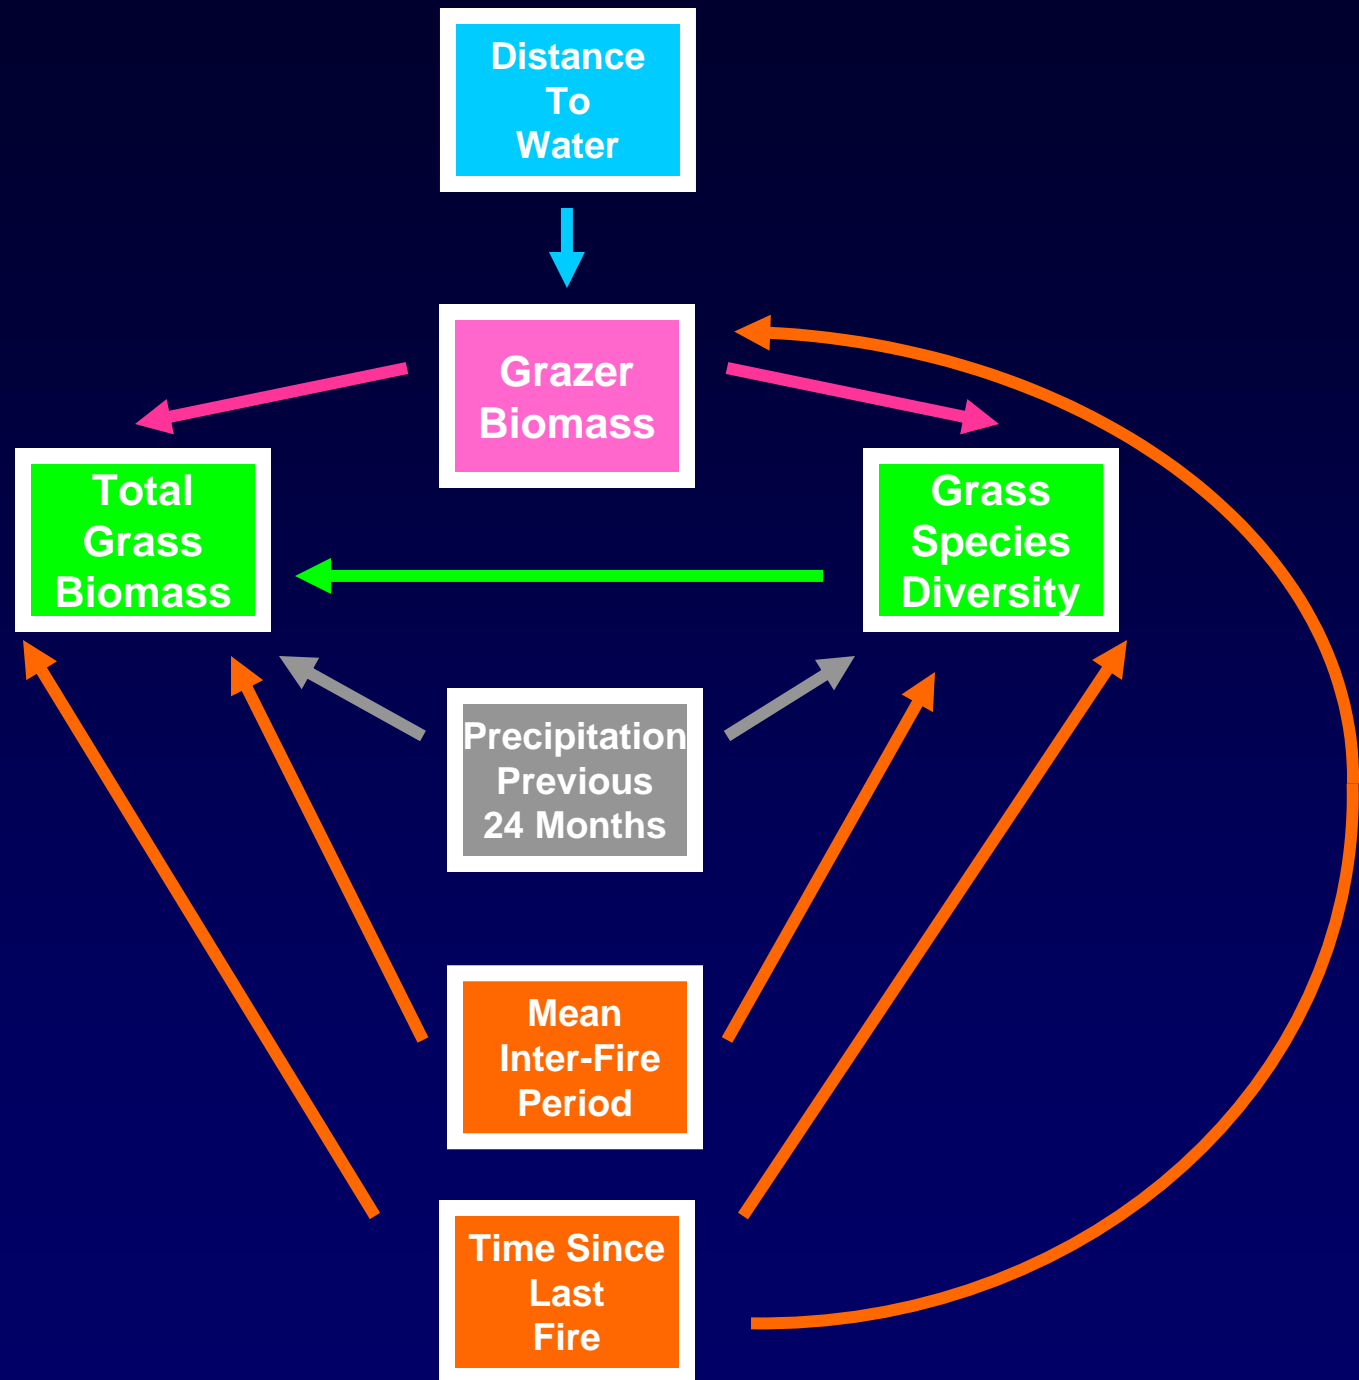 Distance
To
Water
Grazer
Biomass
Total
Grass
Biomass
Grass
Species
Diversity
Precipitation
Previous
24 Months
Mean
Inter-Fire
Period
Time Since
Last
Fire